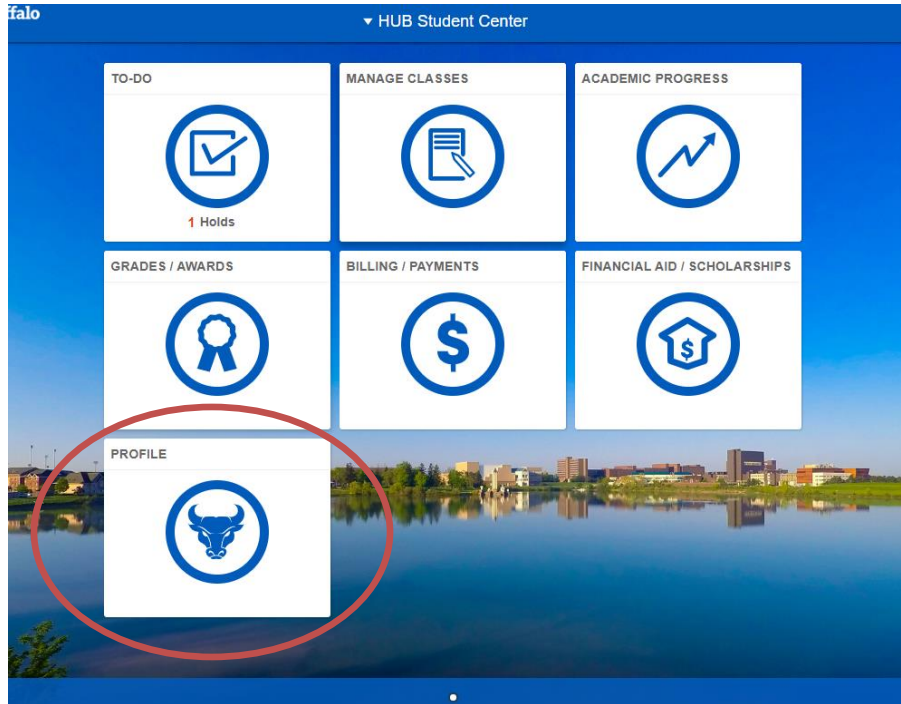 ffalo
▾ HUB Student Center
TO-DO
MANAGE CLASSES
ACADEMIC PROGRESS
1 Holds
GRADES / AWARDS
BILLING / PAYMENTS
$
FINANCIAL AID / SCHOLARSHIPS
$
PROFILE